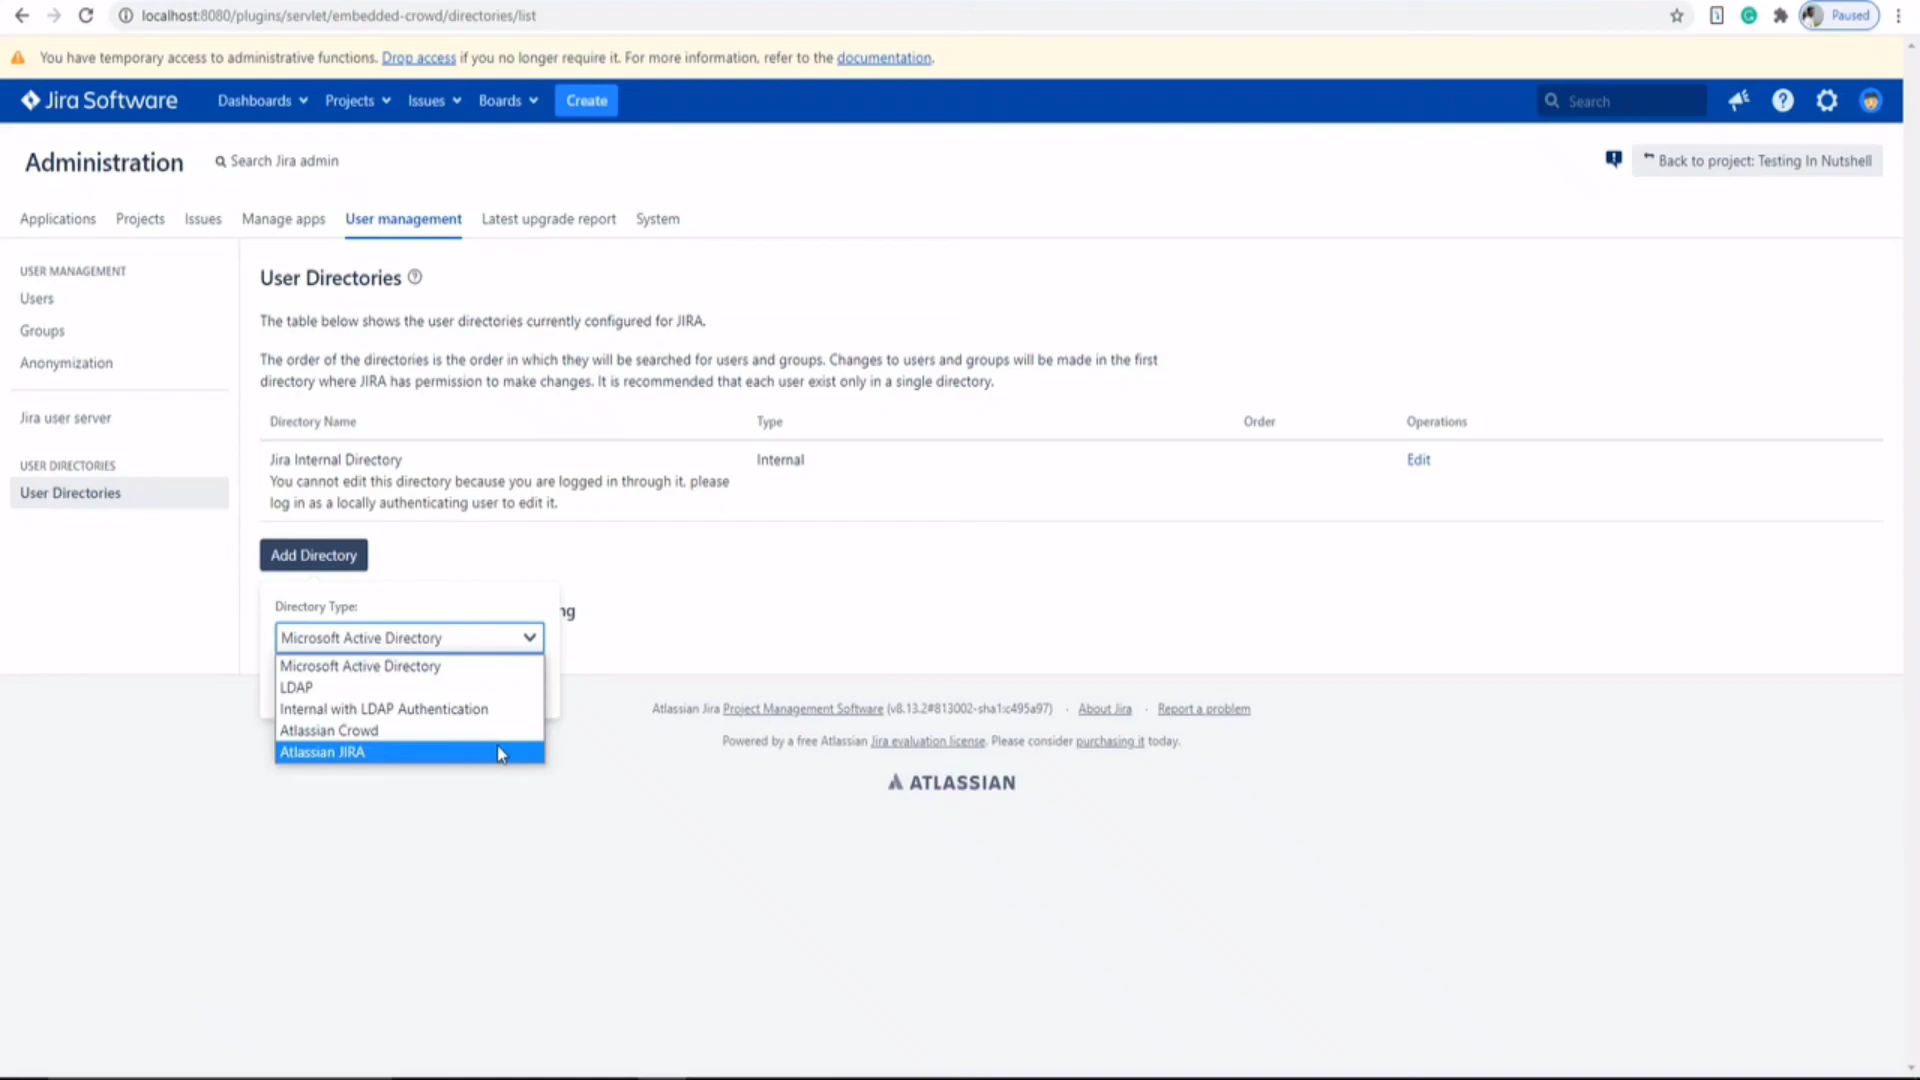 localhost:8080/plugins/servlet/embedded-crowd/directories/list
Paused
You have temporary access to administrative functions. Drop access if you no longer require it. For more information, refer to the documentation.
Jira Software
Dashboards
Projects
Issues
Boards
Create
Search
Administration
Search Jira admin
Back to project: Testing In Nutshell
Applications
Projects
Issues
Manage apps
User management
Latest upgrade report
System
USER MANAGEMENT
Users
Groups
Anonymization
Jira user server
USER DIRECTORIES
User Directories
User Directories
The table below shows the user directories currently configured for JIRA.
The order of the directories is the order in which they will be searched for users and groups. Changes to users and groups will be made in the first
directory where JIRA has permission to make changes. It is recommended that each user exist only in a single directory.
Directory Name
Type
Order
Operations
Jira Internal Directory
You cannot edit this directory because you are logged in through it, please
log in as a locally authenticating user to edit it.
Internal
Edit
Add Directory
Directory Type:
ng
Microsoft Active Directory
Microsoft Active Directory
LDAP
Internal with LDAP Authentication
Atlassian Crowd
Atlassian JIRA
Atlassian Jira Project Management Software (v8.13.2#813002-sha1:c495a97) · About Jira · Report a problem
Powered by a free Atlassian Jira evaluation license. Please consider purchasing it today.
ATLASSIAN